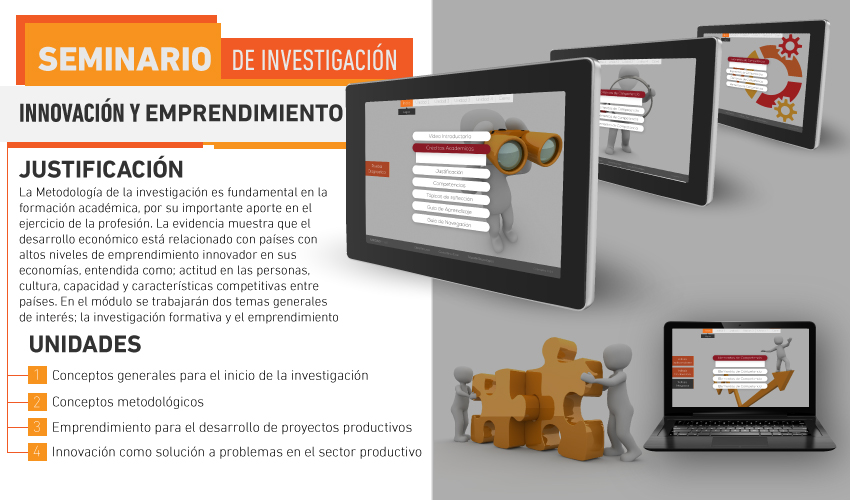 SEMINARIO DE INVESTIGACIÓN
INNOVACIÓN Y EMPRENDIMIENTO
JUSTIFICACIÓN
La Metodología de la investigación es fundamental en la
formación académica, por su importante aporte en el
ejercicio de la profesión. La evidencia muestra que el
desarrollo económico está relacionado con países con
altos niveles de emprendimiento innovador en sus
economías, entendida como; actitud en las personas,
cultura, capacidad y características competitivas entre
países. En el módulo se trabajarán dos temas generales
de interés; la investigación formativa y el emprendimiento
UNIDADES
1 Conceptos generales para el inicio de la investigación
2 Conceptos metodológicos
3 Emprendimiento para el desarrollo de proyectos productivos
4 Innovación como solución a problemas en el sector productivo
Video Introductorio
Créditos Académicos
Justificación
Competencias
Guía de Aprendizaje
Guía de Navegación